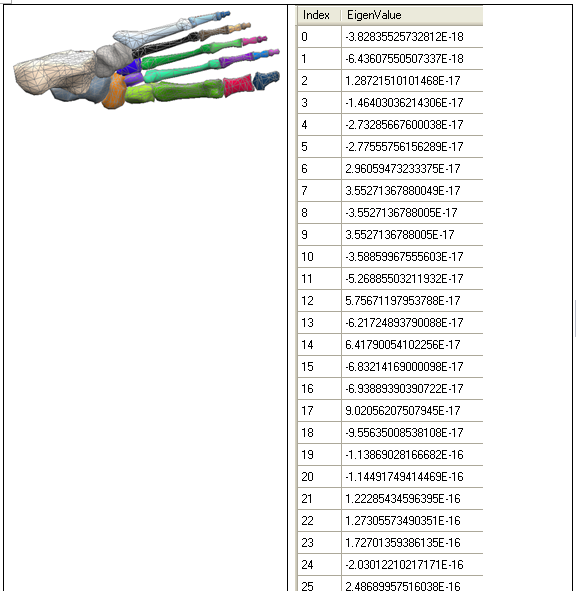 Index EigenValue
0 -3.82835525732812E-18
1 -6.43607550507337E-18
2 1.28721510101468E-17
3 -1.46403036214306E-17
4 -2.73285667600038E-17
5 -2.77555756156289E-17
6 2.96059473233375E-17
7 3.55271367880049E-17
8 -3.5527136788005E-17
9 3.5527136788005E-17
10 -3.58859967555603E-17
11 -5.26885503211932E-17
12 5.75671197953788E-17
13 -6.21724893790088E-17
14 6.41790054102256E-17
15 -6.83214169000098E-17
16 -6.93889390390722E-17
17 9.02056207507945E-17
18 -9.55635008538108E-17
19 -1.13869028166682E-16
20 -1.14491749414469E-16
21 1.22285434596395E-16
22 1.27305573490351E-16
23 1.72701359386135E-16
24 -2.03012210217171E-16
25 2.48689957516038E-16